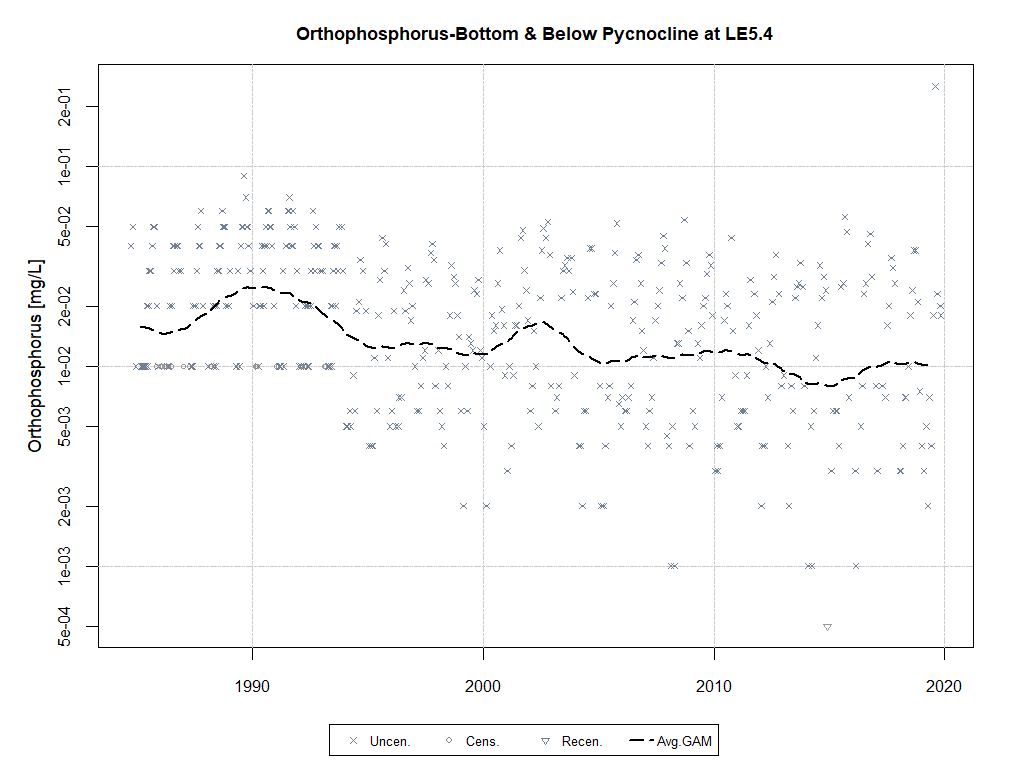 Orthophosphorus-Bottom & Below Pycnocline at LE5.4
Orthophosphorus [mg/L]
2e-01
1e-01
5e-02
2e-02
1e-02
5e-03
2e-03
1e-03
5e-04
1990 2000 2010 2020
Uncen. Cens. Recen. Avg.GAM